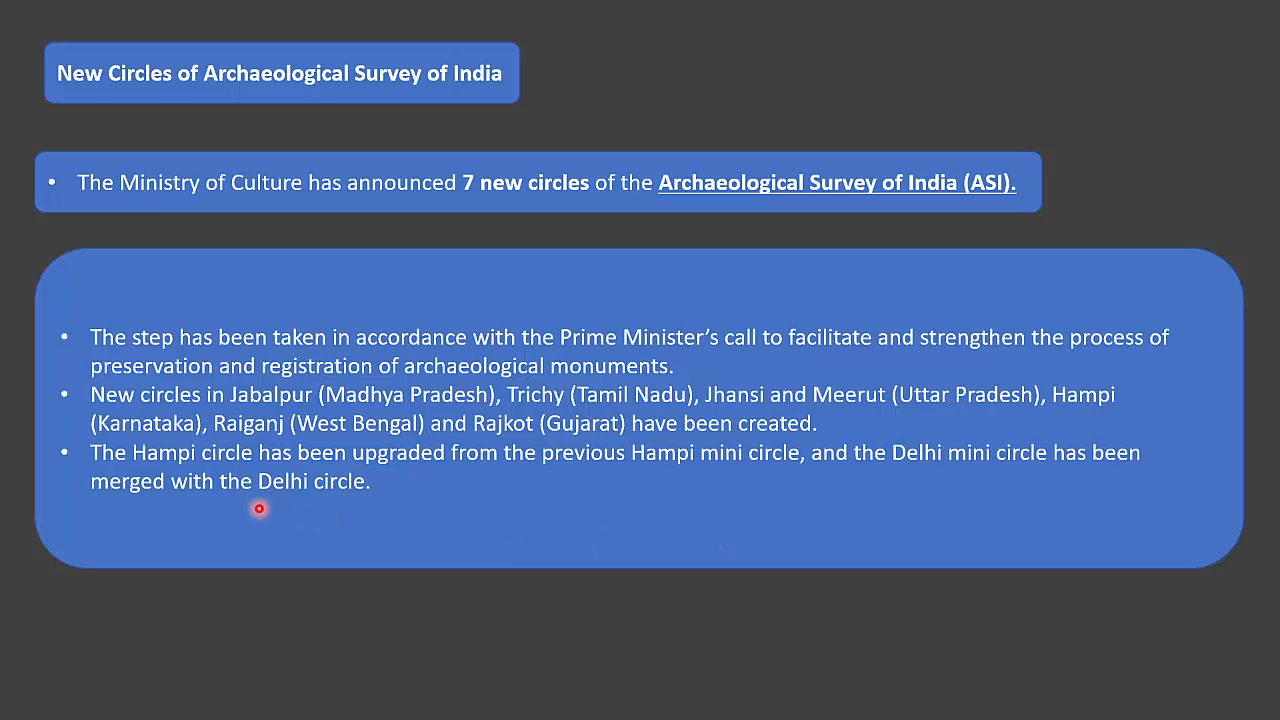 New Circles of Archaeological Survey of India
• The Ministry of Culture has announced 7 new circles of the Archaeological Survey of India (ASI).
• The step has been taken in accordance with the Prime Minister’s call to facilitate and strengthen the process of
preservation and registration of archaeological monuments.
• New circles in Jabalpur (Madhya Pradesh), Trichy (Tamil Nadu), Jhansi and Meerut (Uttar Pradesh), Hampi
(Karnataka), Raiganj (West Bengal) and Rajkot (Gujarat) have been created.
• The Hampi circle has been upgraded from the previous Hampi mini circle, and the Delhi mini circle has been
merged with the Delhi circle.